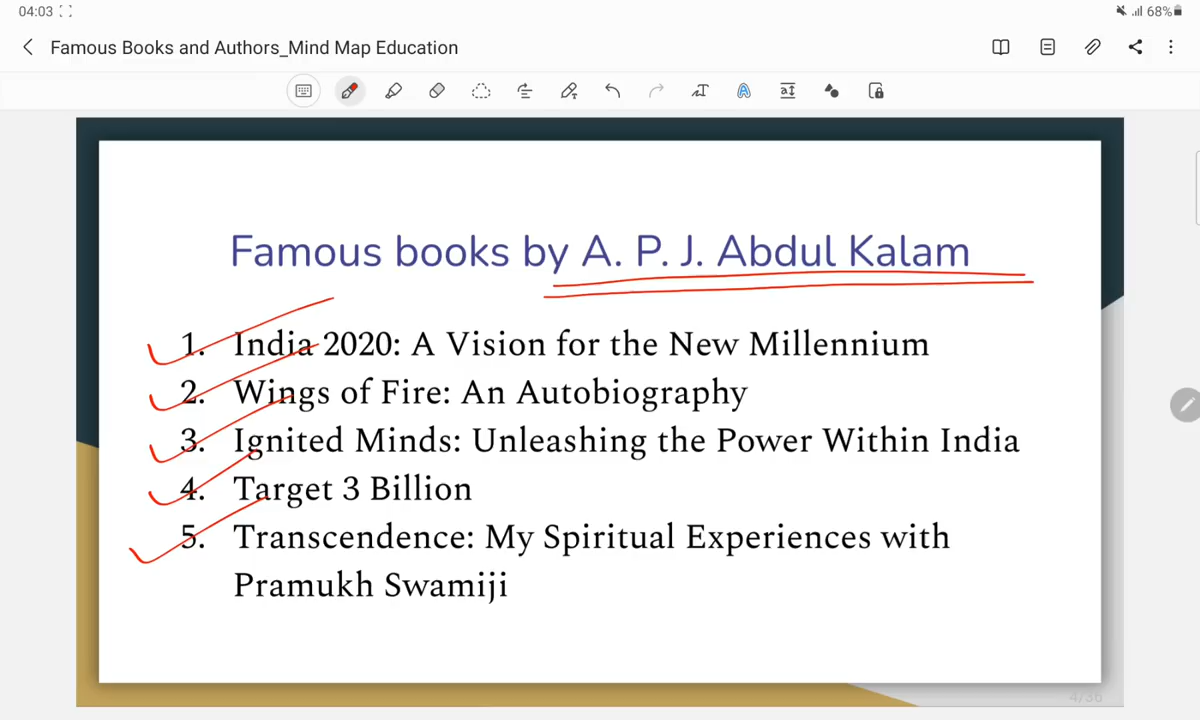 04:03
68%
Famous Books and Authors_Mind Map Education
Famous books by A. P. J. Abdul Kalam
1. India 2020: A Vision for the New Millennium
2. Wings of Fire: An Autobiography
3. Ignited Minds: Unleashing the Power Within India
4. Target 3 Billion
5. Transcendence: My Spiritual Experiences with
Pramukh Swamiji
4/36